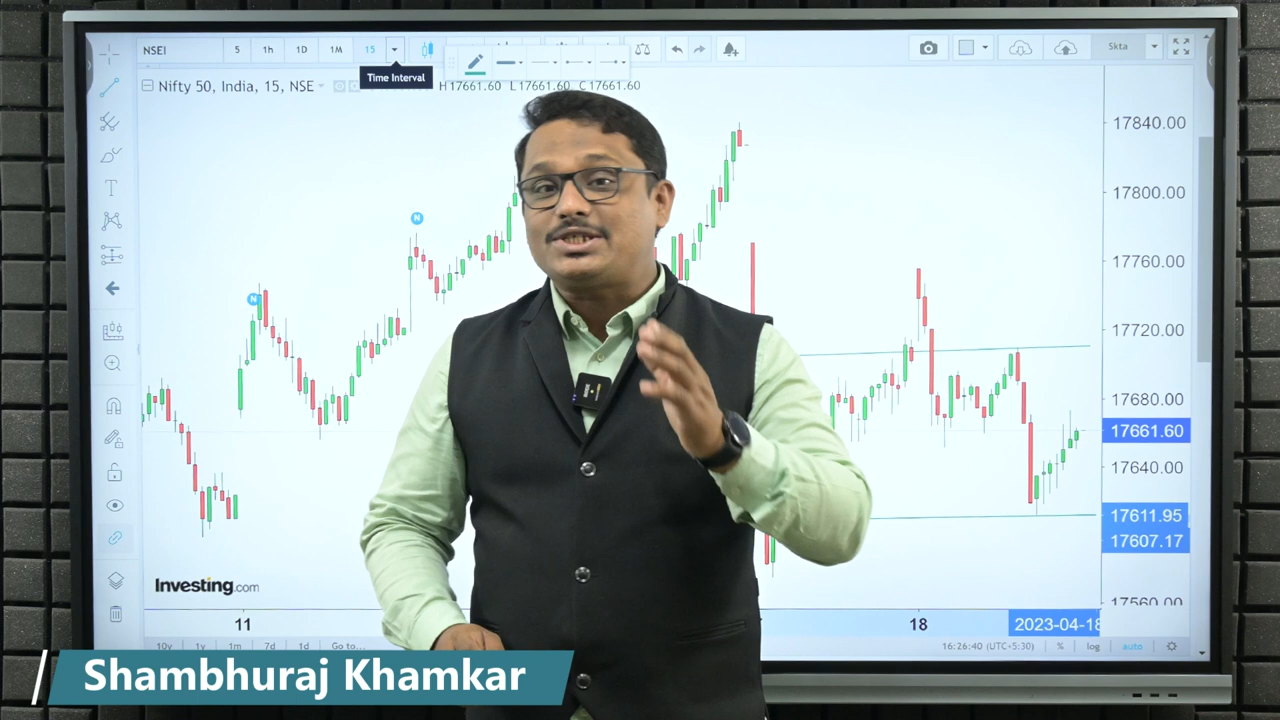 NSEI 5 1h 1D 1M 15
Skta
Time Interval
Nifty 50, India, 15, NSE H17661.60 L17661.60 C17661.60
17840.00
17800.00
17760.00
17720.00
17680.00
17661.60
17640.00
17611.95
17607.17
17560.00
N
N
T
Investing.com
11 18 2023-04-18
10y 1y 1m 7d 1d Go to... 16:26:40 (UTC+5:30) % log auto
Shambhuraj Khamkar